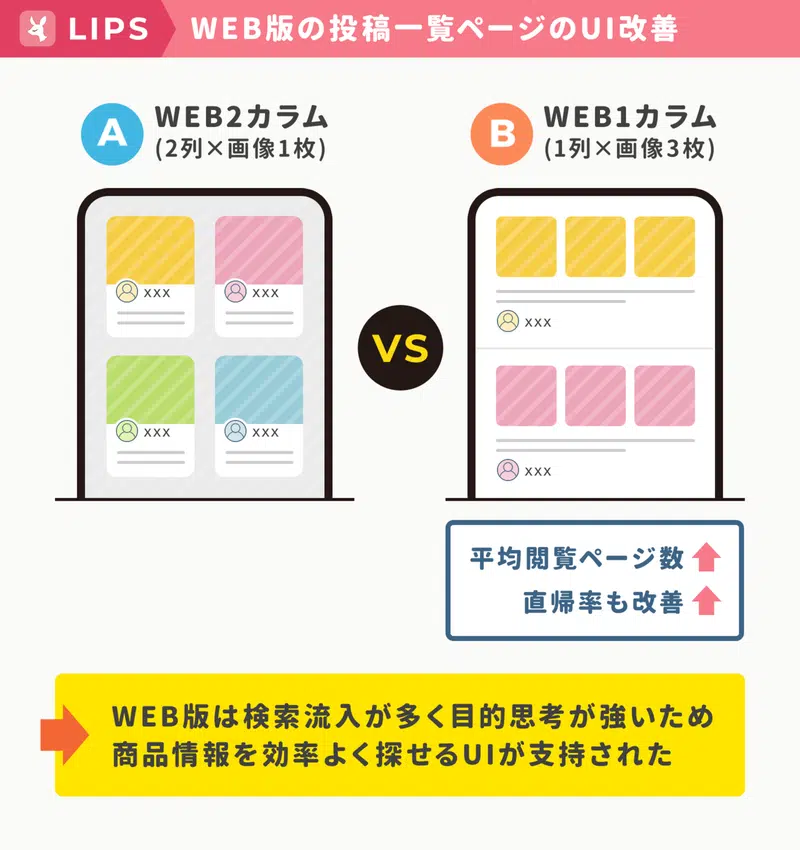 LIPS
WEB版の投稿一覧ページのUI改善
A
WEB2カラム
(2列×画像1枚)
B
WEB1カラム
(1列×画像3枚)
xxx
xxx
xxx
xxx
VS
xxx
xxx
平均閲覧ページ数
直帰率も改善
WEB版は検索流入が多く目的思考が強いため
商品情報を効率よく探せるUIが支持された